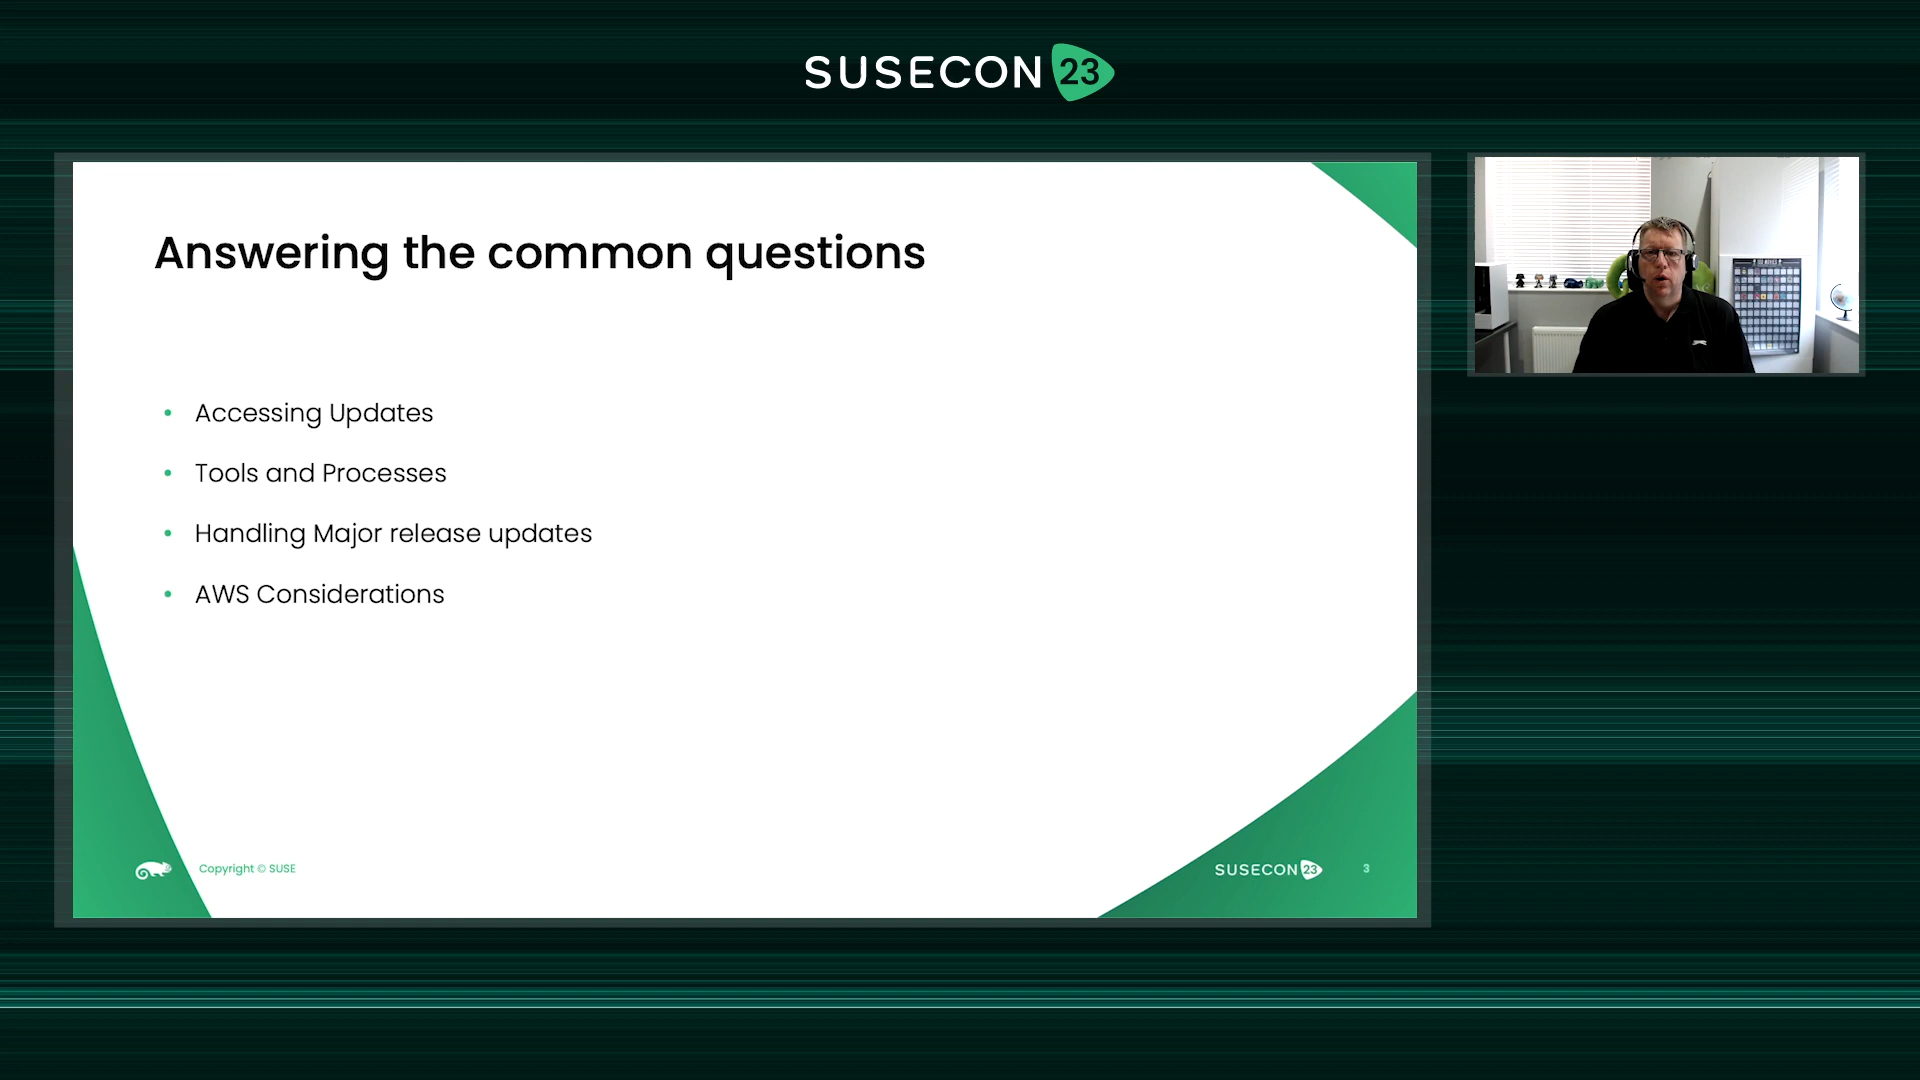 SUSECON 23
Answering the common questions
• Accessing Updates
• Tools and Processes
• Handling Major release updates
• AWS Considerations
Copyright © SUSE
SUSECON 23
3